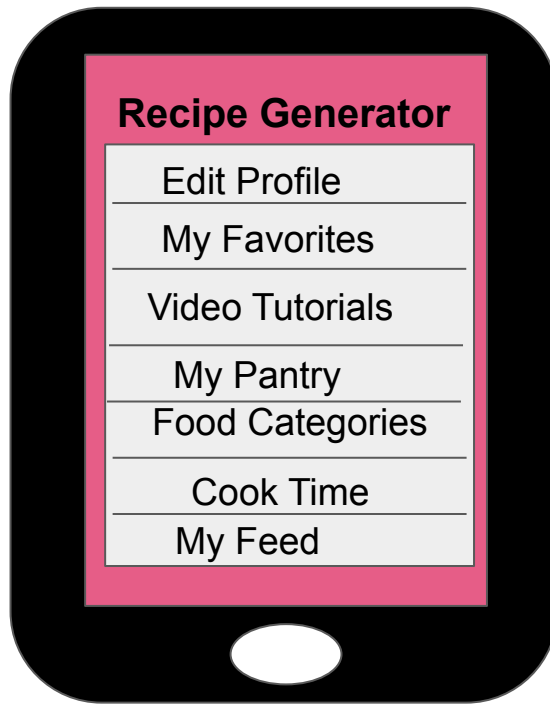 Recipe Generator
Edit Profile
My Favorites
Video Tutorials
My Pantry
Food Categories
Cook Time
My Feed